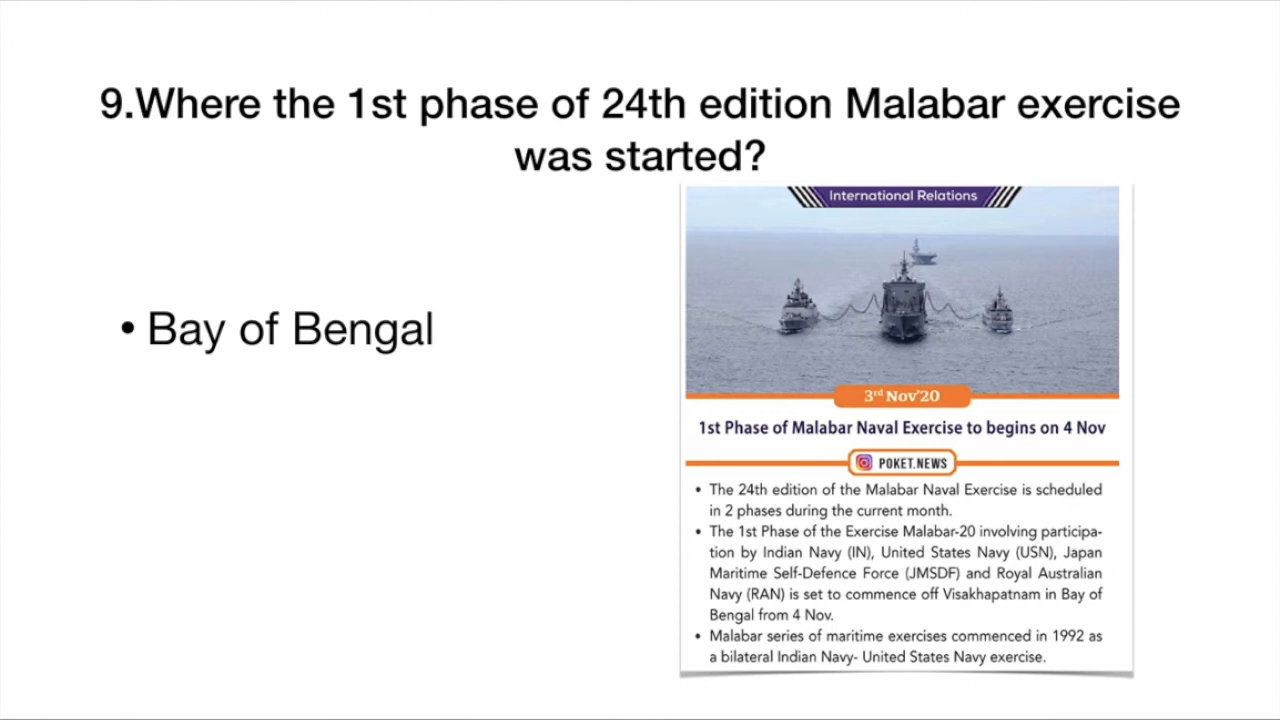 9.Where the 1st phase of 24th edition Malabar exercise
was started?
• Bay of Bengal
International Relations
3rd Nov'20
1st Phase of Malabar Naval Exercise to begins on 4 Nov
POKET.NEWS
• The 24th edition of the Malabar Naval Exercise is scheduled
in 2 phases during the current month.
• The 1st Phase of the Exercise Malabar-20 involving participa-
tion by Indian Navy (IN), United States Navy (USN), Japan
Maritime Self-Defence Force (JMSDF) and Royal Australian
Navy (RAN) is set to commence off Visakhapatnam in Bay of
Bengal from 4 Nov.
• Malabar series of maritime exercises commenced in 1992 as
a bilateral Indian Navy- United States Navy exercise.